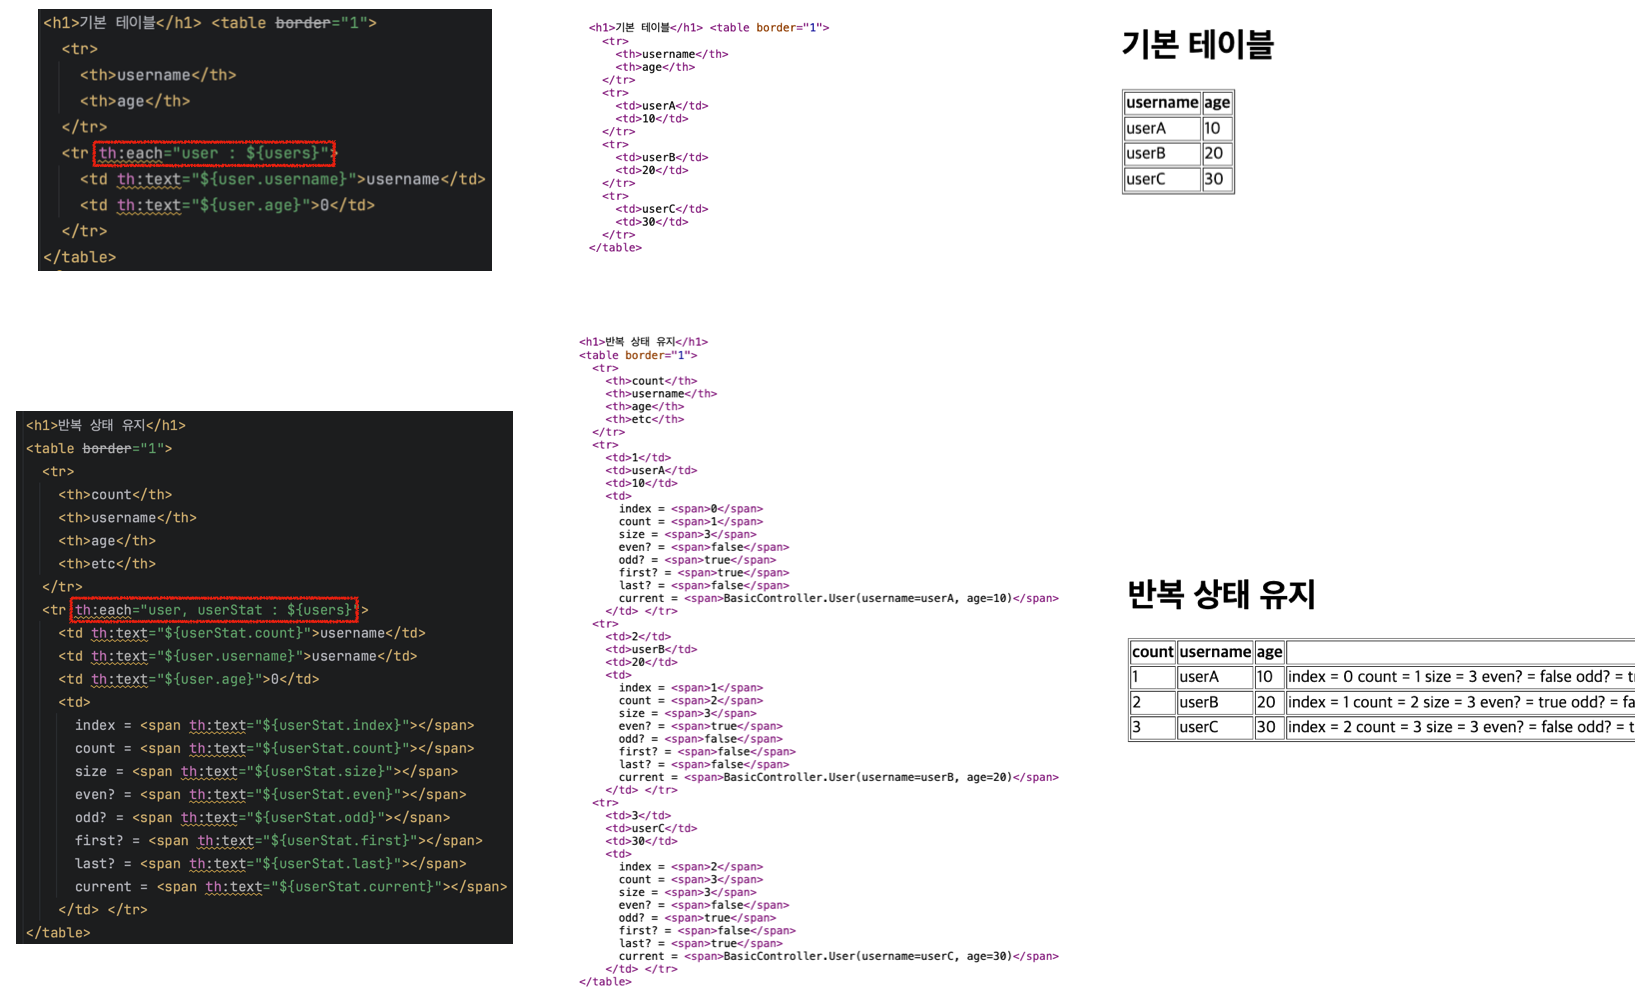 <h1>기본 테이블</h1> <table border="1">
<tr>
<th>username</th>
<th>age</th>
</tr>
<tr th:each="user : ${users}">
<td th:text="${user.username}">username</td>
<td th:text="${user.age}">0</td>
</tr>
</table>
<h1>기본 테이블</h1> <table border="1">
<tr>
<th>username</th>
<th>age</th>
</tr>
<tr>
<td>userA</td>
<td>10</td>
</tr>
<tr>
<td>userB</td>
<td>20</td>
</tr>
<tr>
<td>userC</td>
<td>30</td>
</tr>
</table>
기본 테이블
username age
userA 10
userB 20
userC 30
<h1>반복 상태 유지</h1>
<table border="1">
<tr>
<th>count</th>
<th>username</th>
<th>age</th>
<th>etc</th>
</tr>
<tr th:each="user, userStat : ${users}">
<td th:text="${userStat.count}">username</td>
<td th:text="${user.username}">username</td>
<td th:text="${user.age}">0</td>
<td>
index = <span th:text="${userStat.index}"></span>
count = <span th:text="${userStat.count}"></span>
size = <span th:text="${userStat.size}"></span>
even? = <span th:text="${userStat.even}"></span>
odd? = <span th:text="${userStat.odd}"></span>
first? = <span th:text="${userStat.first}"></span>
last? = <span th:text="${userStat.last}"></span>
current = <span th:text="${userStat.current}"></span>
</td> </tr>
</table>
<h1>반복 상태 유지</h1>
<table border="1">
<tr>
<th>count</th>
<th>username</th>
<th>age</th>
<th>etc</th>
</tr>
<tr>
<td>1</td>
<td>userA</td>
<td>10</td>
<td>
index = <span>0</span>
count = <span>1</span>
size = <span>3</span>
even? = <span>false</span>
odd? = <span>true</span>
first? = <span>true</span>
last? = <span>false</span>
current = <span>BasicController.User(username=userA, age=10)</span>
</td> </tr>
<tr>
<td>2</td>
<td>userB</td>
<td>20</td>
<td>
index = <span>1</span>
count = <span>2</span>
size = <span>3</span>
even? = <span>true</span>
odd? = <span>false</span>
first? = <span>false</span>
last? = <span>false</span>
current = <span>BasicController.User(username=userB, age=20)</span>
</td> </tr>
<tr>
<td>3</td>
<td>userC</td>
<td>30</td>
<td>
index = <span>2</span>
count = <span>3</span>
size = <span>3</span>
even? = <span>false</span>
odd? = <span>true</span>
first? = <span>false</span>
last? = <span>true</span>
current = <span>BasicController.User(username=userC, age=30)</span>
</td> </tr>
</table>
반복 상태 유지
count username age
1 userA 10 index = 0 count = 1 size = 3 even? = false odd? = t
2 userB 20 index = 1 count = 2 size = 3 even? = true odd? = fa
3 userC 30 index = 2 count = 3 size = 3 even? = false odd? = t